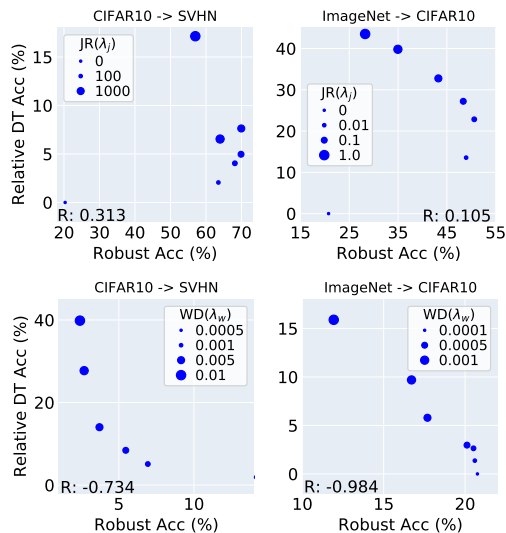 CIFAR10 -> SVHN
Relative DT Acc (%)
15
10
5
0
JR(λj)
0
100
1000
R: 0.313
20 30 40 50 60 70
Robust Acc (%)
ImageNet -> CIFAR10
40
30
20
10
0
JR(λj)
0
0.01
0.1
1.0
R: 0.105
15 25 35 45 55
Robust Acc (%)
CIFAR10 -> SVHN
Relative DT Acc (%)
40
20
0
WD(λw)
0.0005
0.001
0.005
0.01
R: -0.734
5 10
Robust Acc (%)
ImageNet -> CIFAR10
15
10
5
0
WD(λw)
0.0001
0.0005
0.001
R: -0.984
10 15 20
Robust Acc (%)